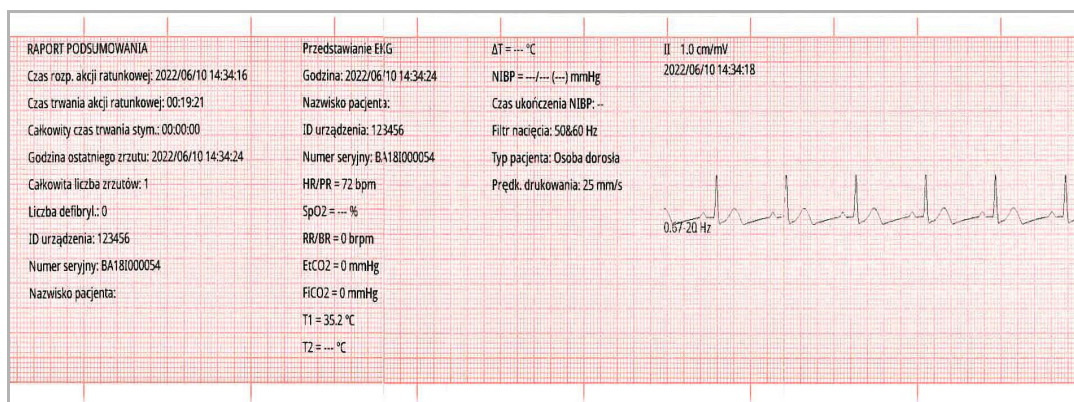 RAPORT PODSUMOWANIA
Czas rozp. akcji ratunkowej: 2022/06/10 14:34:16
Czas trwania akcji ratunkowej: 00:19:21
Całkowity czas trwania stym.: 00:00:00
Godzina ostatniego zrzutu: 2022/06/10 14:34:24
Całkowita liczba zrzutów: 1
Liczba defibryl.: 0
ID urządzenia: 123456
Numer seryjny: BA18I000054
Nazwisko pacjenta:
Przedstawianie EKG
Godzina: 2022/06/10 14:34:24
Nazwisko pacjenta:
ID urządzenia: 123456
Numer seryjny: BA18I000054
HR/PR = 72 bpm
SpO2 = --- %
RR/BR = 0 brpm
EtCO2 = 0 mmHg
FiCO2 = 0 mmHg
T1 = 35.2 °C
T2 = --- °C
ΔT = --- °C
NIBP = ---/--- (---) mmHg
Czas ukończenia NIBP: --
Filtr nacięcia: 50&60 Hz
Typ pacjenta: Osoba dorosła
Prędk. drukowania: 25 mm/s
II 1.0 cm/mV
2022/06/10 14:34:18
0.67-20 Hz